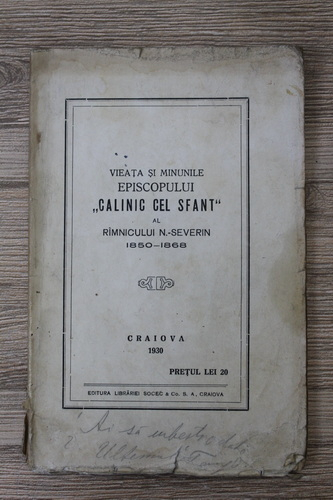 VIEAȚA ȘI MINUNILE
EPISCOPULUI
„CALINIC CEL SFANT“
AL
RÎMNICULUI N.-SEVERIN
1850—1868
CRAIOVA
1930
PREȚUL LEI 20
EDITURA LIBRĂRIEI SOCEC & Co. S. A., CRAIOVA